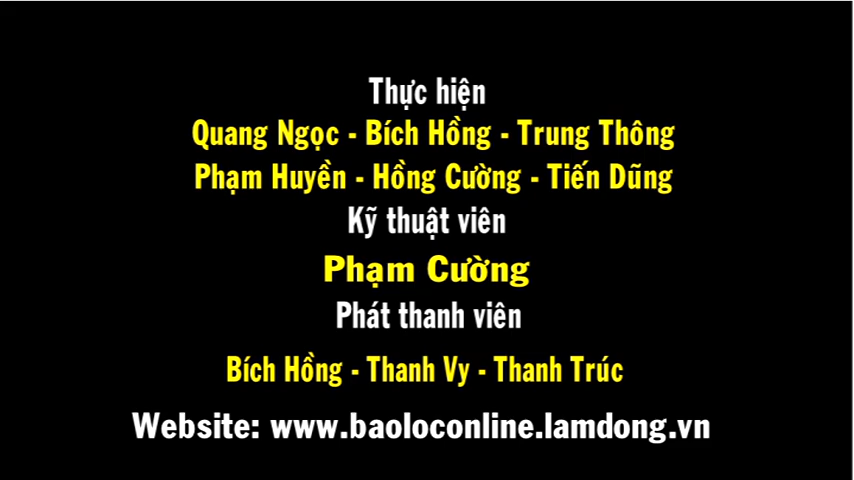 Thực hiện
Quang Ngọc - Bích Hồng - Trung Thông
Phạm Huyền - Hồng Cường - Tiến Dũng
Kỹ thuật viên
Phạm Cường
Phát thanh viên
Bích Hồng - Thanh Vy - Thanh Trúc
Website: www.baoloconline.lamdong.vn